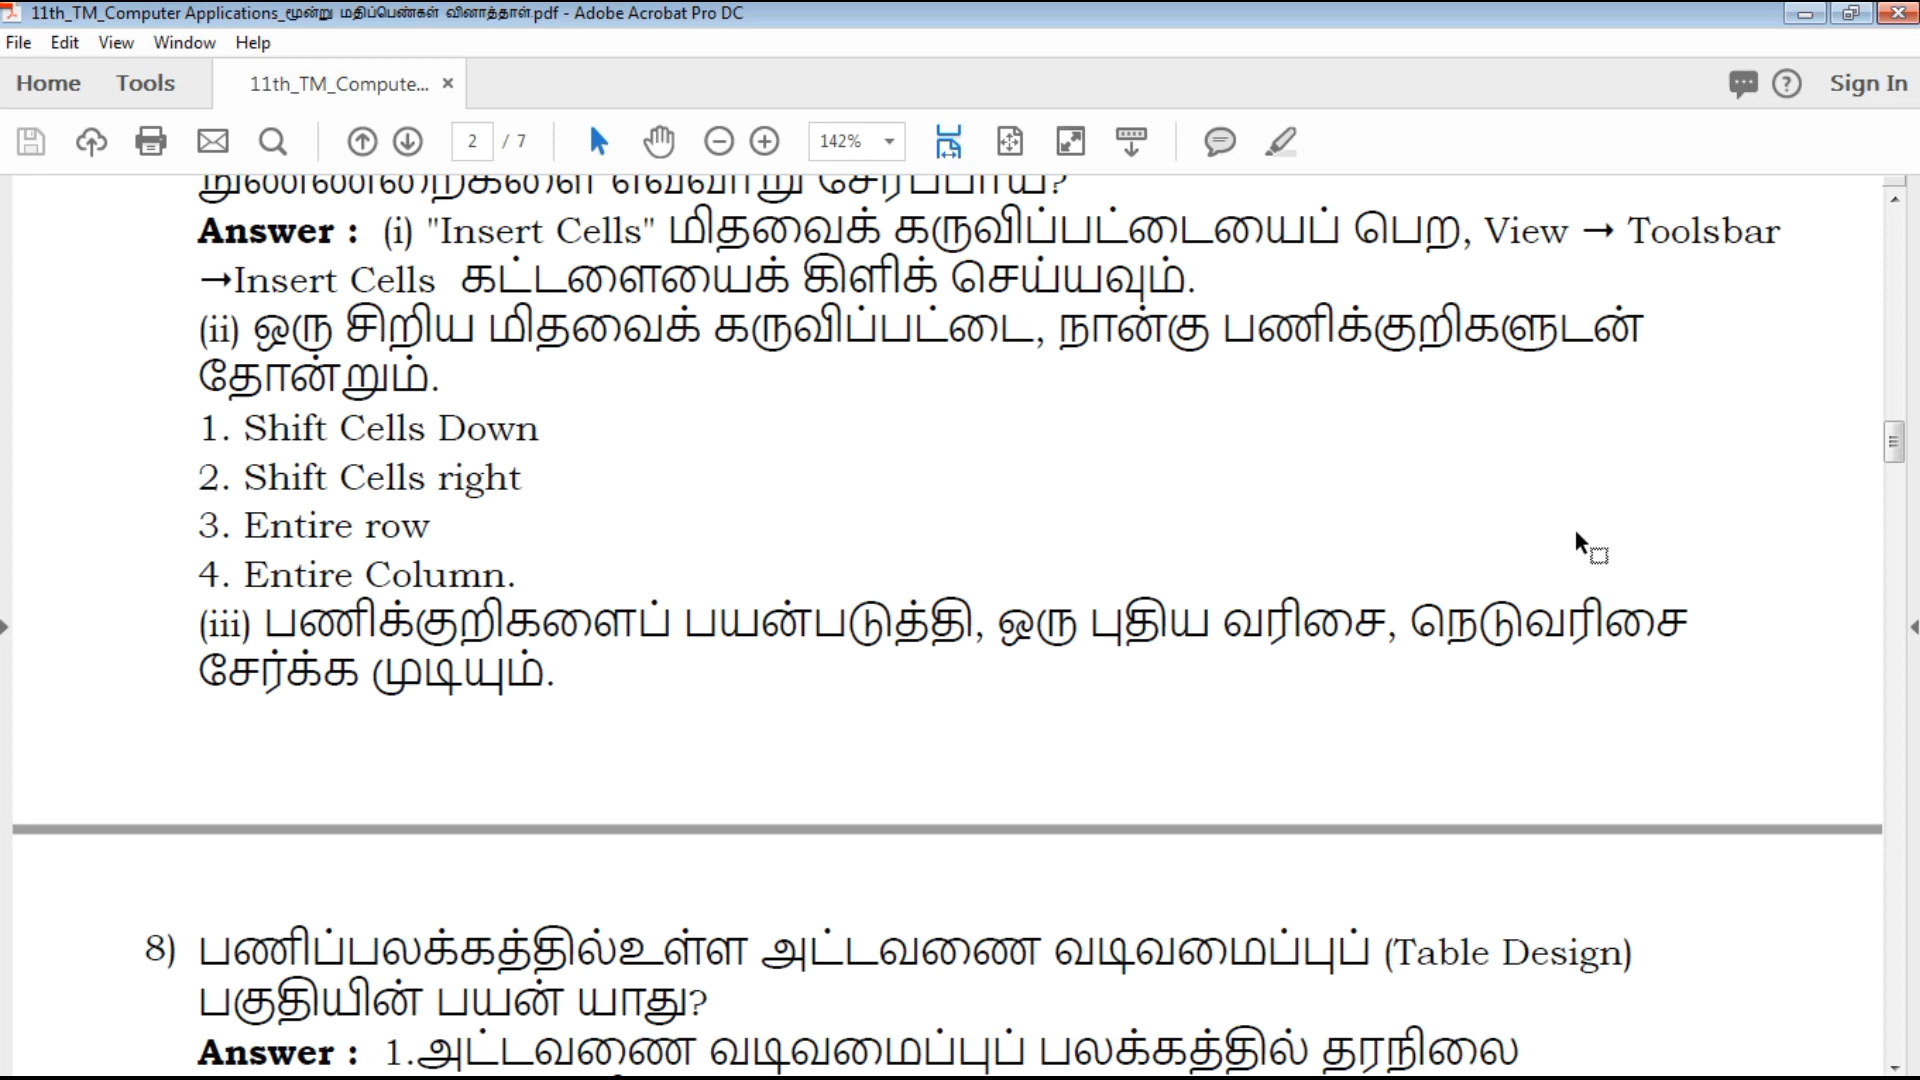 11th_TM_Computer Applications_மூன்று மதிப்பெண்கள் வினாத்தாள்.pdf - Adobe Acrobat Pro DC
File Edit View Window Help
Home Tools 11th_TM_Compute... × Sign In
2 / 7 142%
நுண்ணறைகளை எவ்வாறு சேர்ப்பாய்?
Answer : (i) "Insert Cells" மிதவைக் கருவிப்பட்டையைப் பெற, View → Toolsbar
→Insert Cells கட்டளையைக் கிளிக் செய்யவும்.
(ii) ஒரு சிறிய மிதவைக் கருவிப்பட்டை, நான்கு பணிக்குறிகளுடன்
தோன்றும்.
1. Shift Cells Down
2. Shift Cells right
3. Entire row
4. Entire Column.
(iii) பணிக்குறிகளைப் பயன்படுத்தி, ஒரு புதிய வரிசை, நெடுவரிசை
சேர்க்க முடியும்.
8) பணிப்பலக்கத்தில்உள்ள அட்டவணை வடிவமைப்புப் (Table Design)
பகுதியின் பயன் யாது?
Answer : 1.அட்டவணை வடிவமைப்புப் பலக்கத்தில் தரநிலை